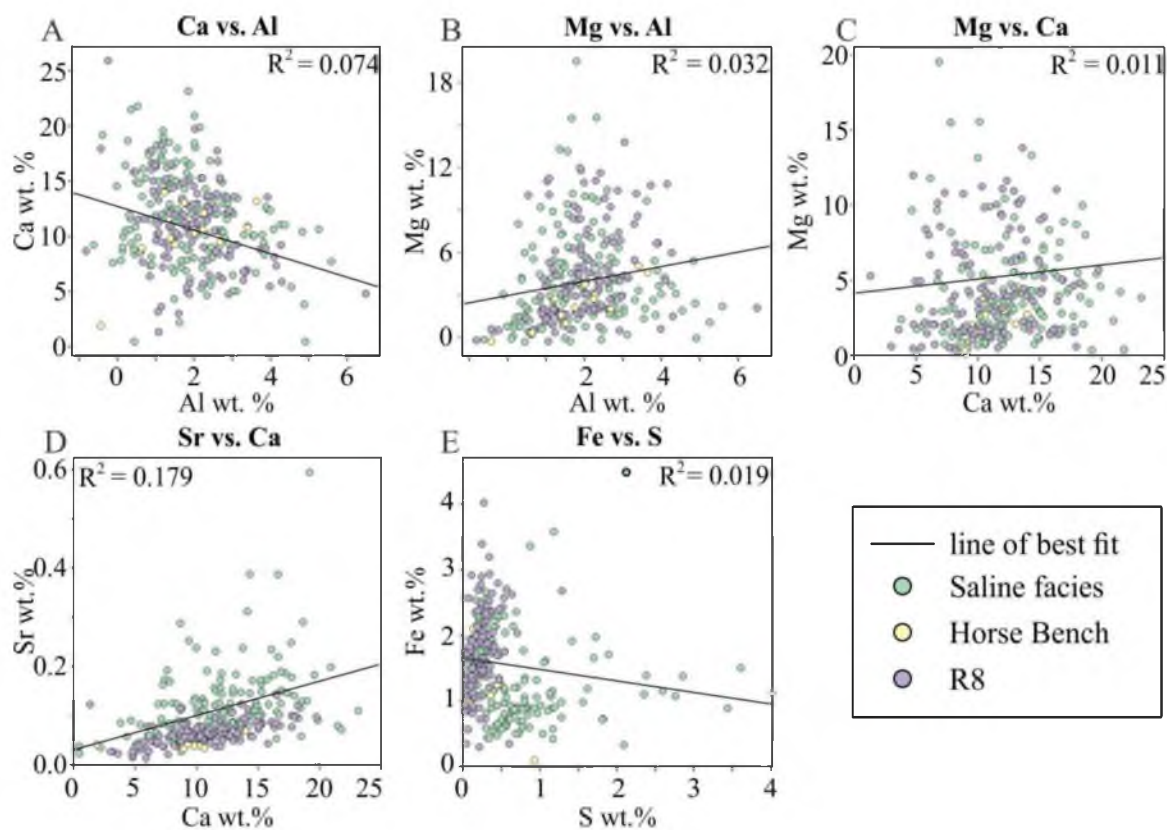 A
Ca vs. Al
R² = 0.074
25
20
15
10
5
0
Ca wt. %
0
2
4
6
Al wt. %
B
Mg vs. Al
R² = 0.032
18
12
6
0
Mg wt. %
0
2
4
6
Al wt. %
C
Mg vs. Ca
R² = 0.011
20
15
10
5
0
Mg wt. %
0
5
10
15
20
25
Ca wt.%
D
Sr vs. Ca
R² = 0.179
0.6
0.4
0.2
0.0
Sr wt.%
0
5
10
15
20
25
Ca wt.%
E
Fe vs. S
R² = 0.019
4
3
2
1
0
Fe wt.%
0
1
2
3
4
S wt.%
line of best fit
Saline facies
Horse Bench
R8